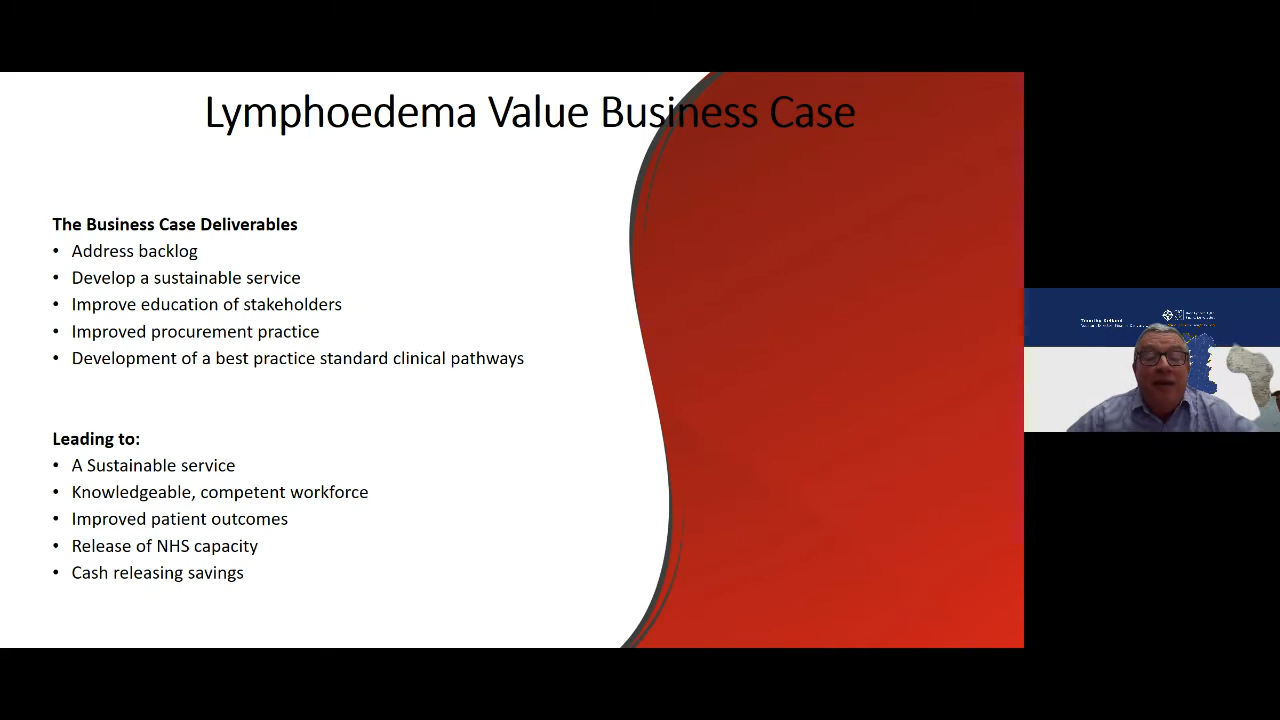 Lymphoedema Value Business Case
The Business Case Deliverables
• Address backlog
• Develop a sustainable service
• Improve education of stakeholders
• Improved procurement practice
• Development of a best practice standard clinical pathways
Leading to:
• A Sustainable service
• Knowledgeable, competent workforce
• Improved patient outcomes
• Release of NHS capacity
• Cash releasing savings